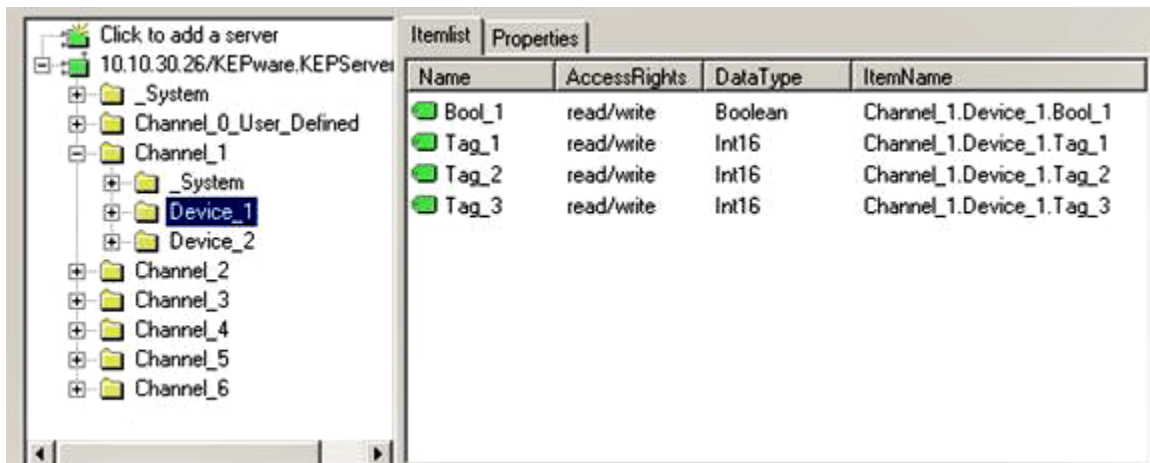 Click to add a server
10.10.30.26/KEPware.KEPServer
_System
Channel_0_User_Defined
Channel_1
_System
Device_1
Device_2
Channel_2
Channel_3
Channel_4
Channel_5
Channel_6
Itemlist Properties
Name AccessRights DataType ItemName
Bool_1 read/write Boolean Channel_1.Device_1.Bool_1
Tag_1 read/write Int16 Channel_1.Device_1.Tag_1
Tag_2 read/write Int16 Channel_1.Device_1.Tag_2
Tag_3 read/write Int16 Channel_1.Device_1.Tag_3